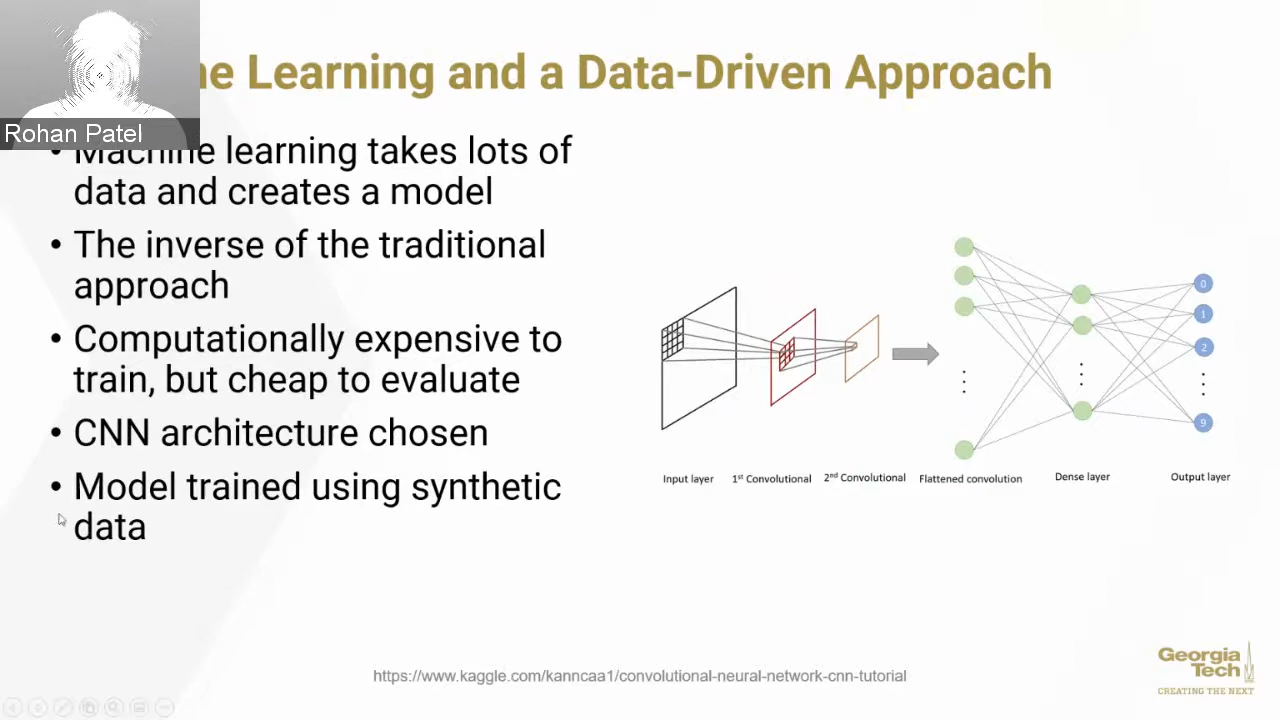 ne Learning and a Data-Driven Approach
Rohan Patel
• Machine learning takes lots of
data and creates a model
• The inverse of the traditional
approach
• Computationally expensive to
train, but cheap to evaluate
• CNN architecture chosen
• Model trained using synthetic
data
0
1
2
9
Input layer
1st Convolutional
2nd Convolutional
Flattened convolution
Dense layer
Output layer
https://www.kaggle.com/kanncaa1/convolutional-neural-network-cnn-tutorial
Georgia
Tech
CREATING THE NEXT